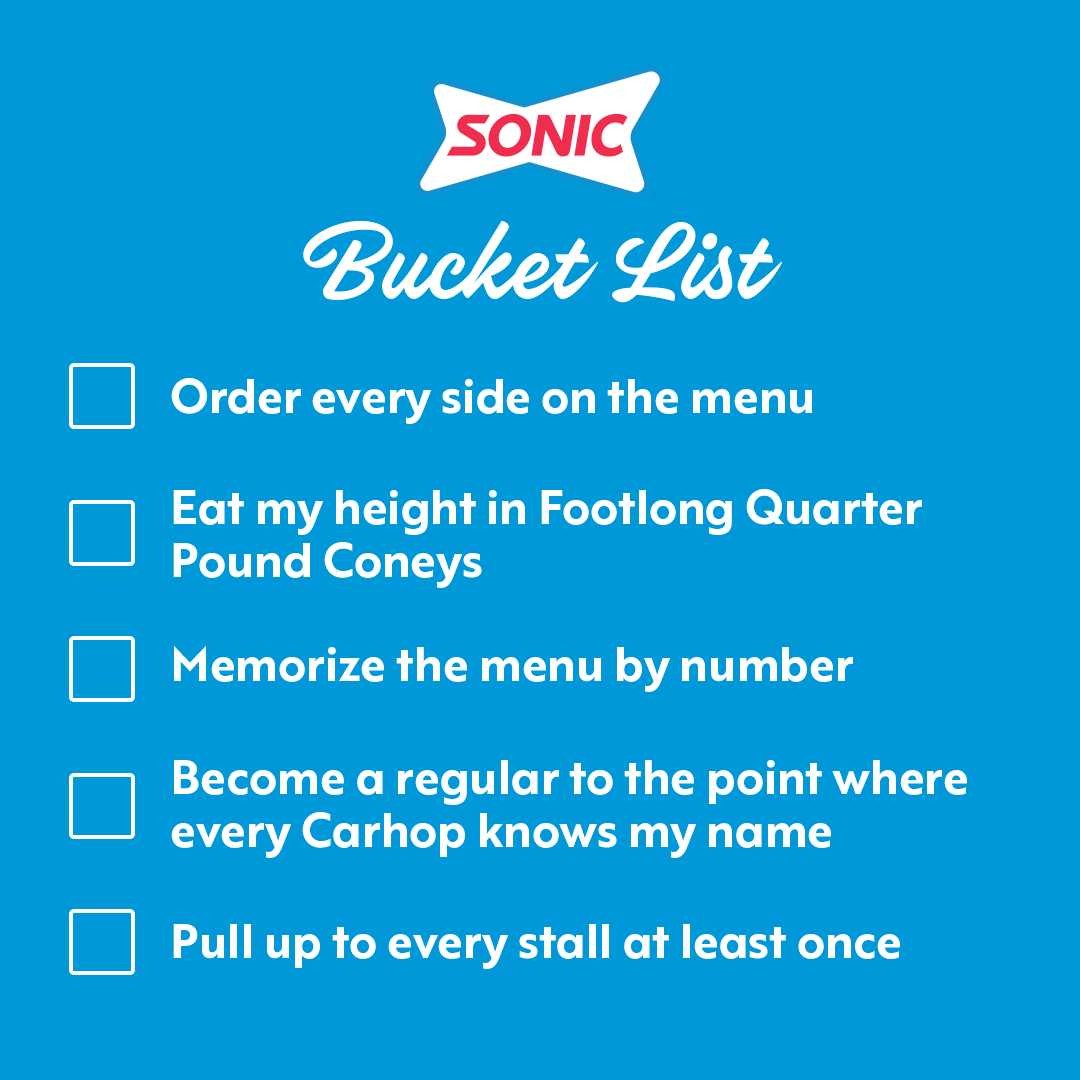 SONIC
Bucket List
Order every side on the menu
Eat my height in Footlong Quarter
Pound Coneys
Memorize the menu by number
Become a regular to the point where
every Carhop knows my name
Pull up to every stall at least once